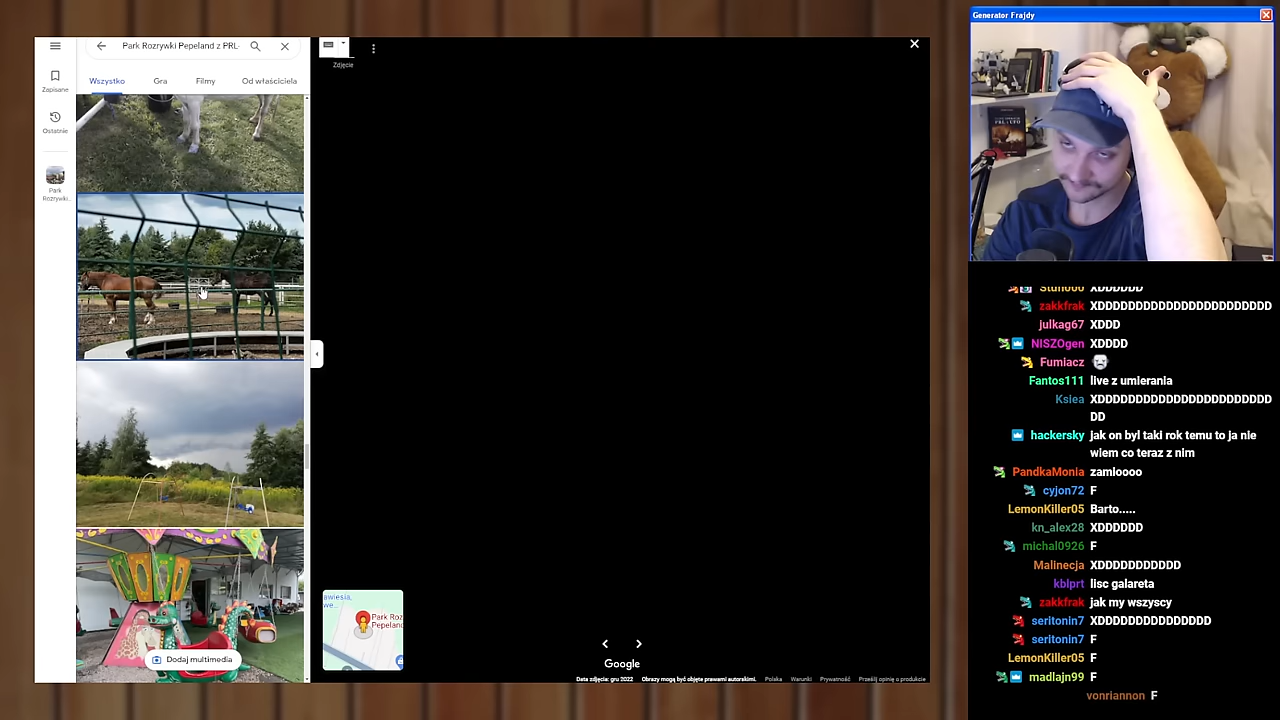 Park Rozrywki Pepeland z PRL-
Wszystko
Gra
Filmy
Od właściciela
Zapisane
Ostatnie
Park
Rozrywki...
Dodaj multimedia
Zdjęcie
Park Roz
Pepeland
Google
Data zdjęcia: gru 2022
Obrazy mogą być objęte prawami autorskimi.
Polska
Warunki
Prywatność
Prześlij opinię o produkcie
Generator Frajdy
XDDDDDD
zakkfrak XDDDDDDDDDDDDDDDDDDDDDDD
julkag67 XDDD
NISZOgen XDDDD
Fumiacz
Fantos111 live z umierania
Ksiea XDDDDDDDDDDDDDDDDDDDDDDD
DD
hackersky jak on byl taki rok temu to ja nie
wiem co teraz z nim
PandkaMonia zamloooo
cyjon72 F
LemonKiller05 Barto.....
kn_alex28 XDDDDDD
michal0926 F
Malinecja XDDDDDDDDDDD
kblprt lisc galareta
zakkfrak jak my wszyscy
seritonin7 XDDDDDDDDDDDDDDD
seritonin7 F
LemonKiller05 F
madlajn99 F
vonriannon F